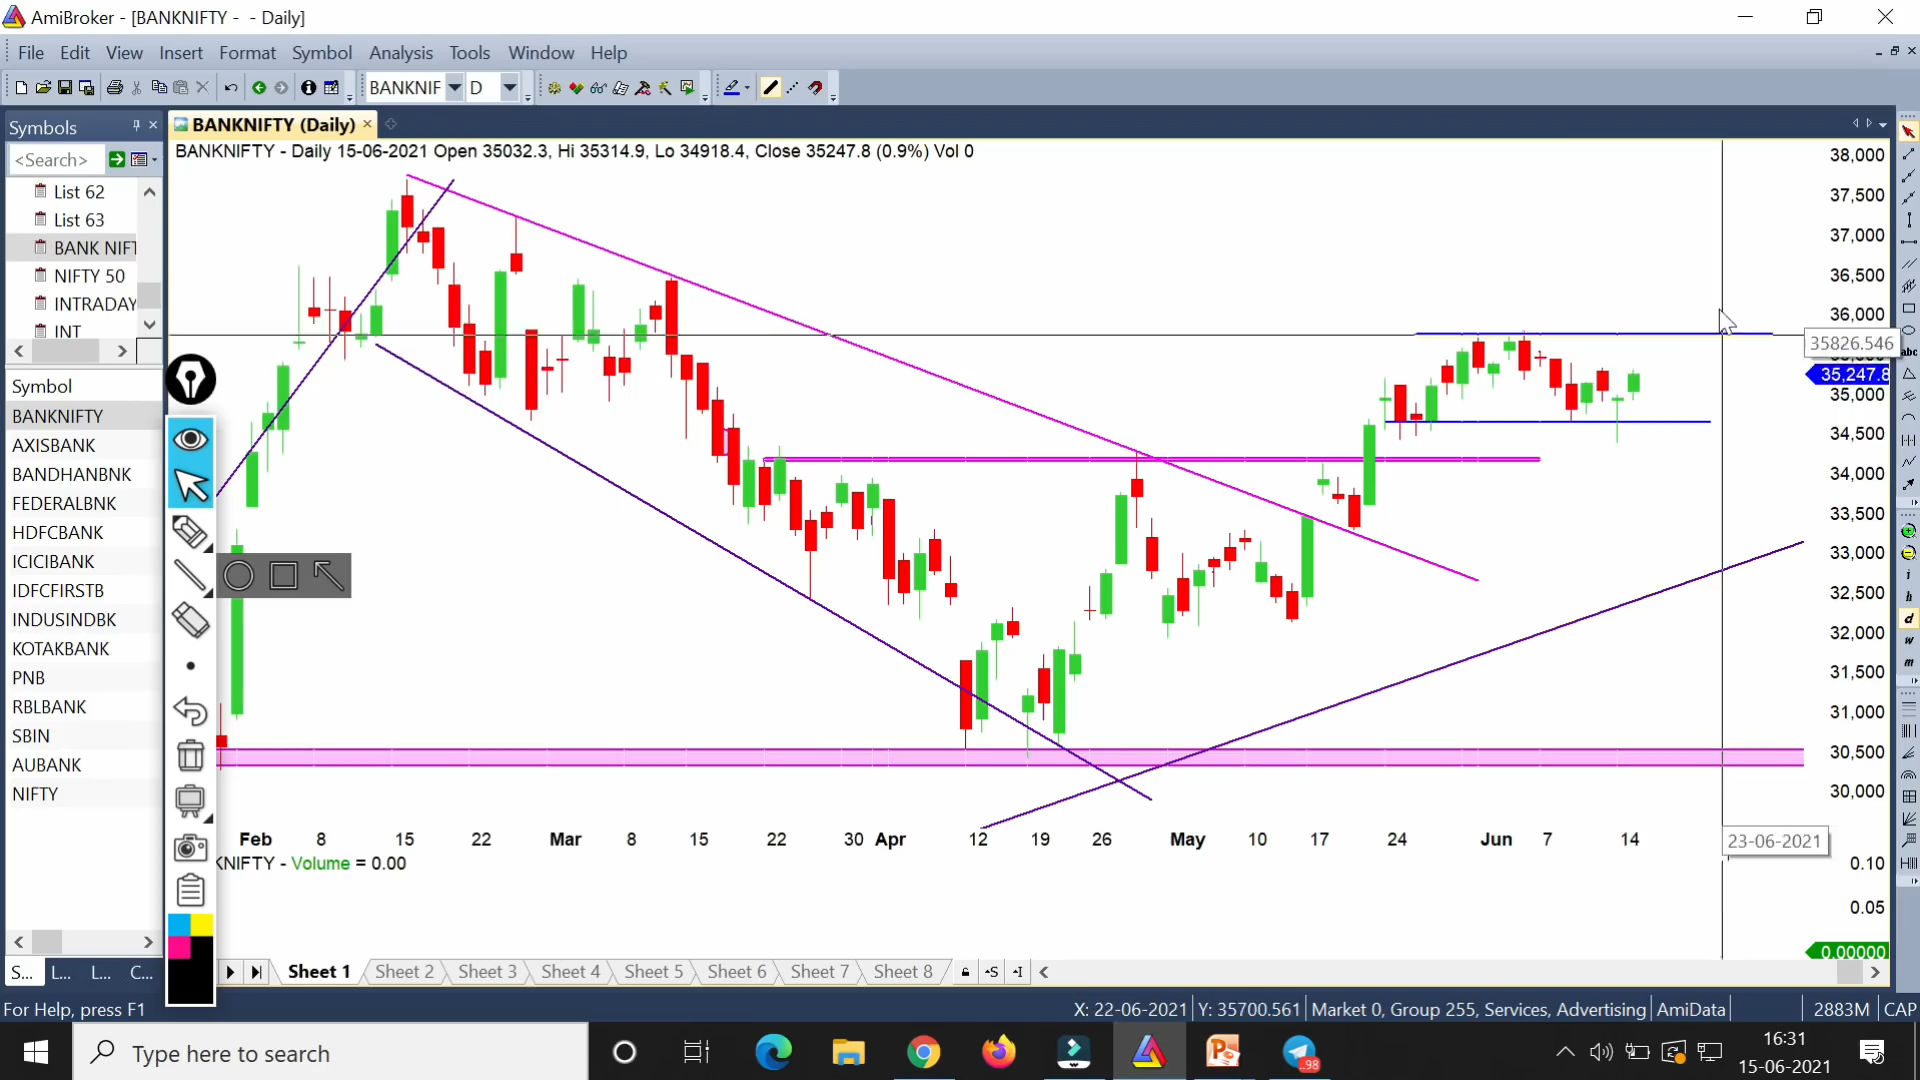 AmiBroker - [BANKNIFTY - - Daily]
File Edit View Insert Format Symbol Analysis Tools Window Help
BANKNIF D
Symbols
BANKNIFTY (Daily)
<Search>
BANKNIFTY - Daily 15-06-2021 Open 35032.3, Hi 35314.9, Lo 34918.4, Close 35247.8 (0.9%) Vol 0
List 62
List 63
BANK NIFT
NIFTY 50
INTRADAY
INT
Symbol
BANKNIFTY
AXISBANK
BANDHANBNK
FEDERALBNK
HDFCBANK
ICICIBANK
IDFCFIRSTB
INDUSINDBK
KOTAKBANK
PNB
RBLBANK
SBIN
AUBANK
NIFTY
38,000
37,500
37,000
36,500
36,000
35826.546
35,247.8
35,000
34,500
34,000
33,500
33,000
32,500
32,000
31,500
31,000
30,500
30,000
abc
i
h
d
w
m
Feb 8 15 22 Mar 8 15 22 30 Apr 12 19 26 May 10 17 24 Jun 7 14
23-06-2021
KNIFTY - Volume = 0.00
0.10
0.05
0.00000
S... L... L... C...
Sheet 1 Sheet 2 Sheet 3 Sheet 4 Sheet 5 Sheet 6 Sheet 7 Sheet 8
For Help, press F1
X: 22-06-2021 Y: 35700.561 Market 0, Group 255, Services, Advertising AmiData 2883M CAP
Type here to search
98
16:31
15-06-2021